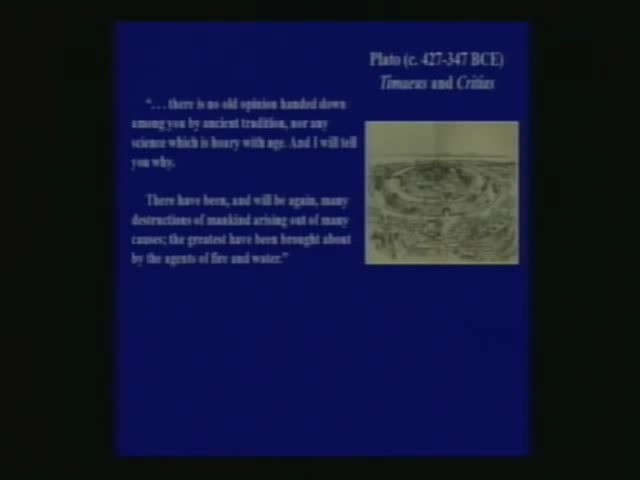 Plato (c. 427-347 BCE)
Timaeus and Critias
“. . . there is no old opinion handed down
among you by ancient tradition, nor any
science which is hoary with age. And I will tell
you why.
There have been, and will be again, many
destructions of mankind arising out of many
causes; the greatest have been brought about
by the agents of fire and water.”